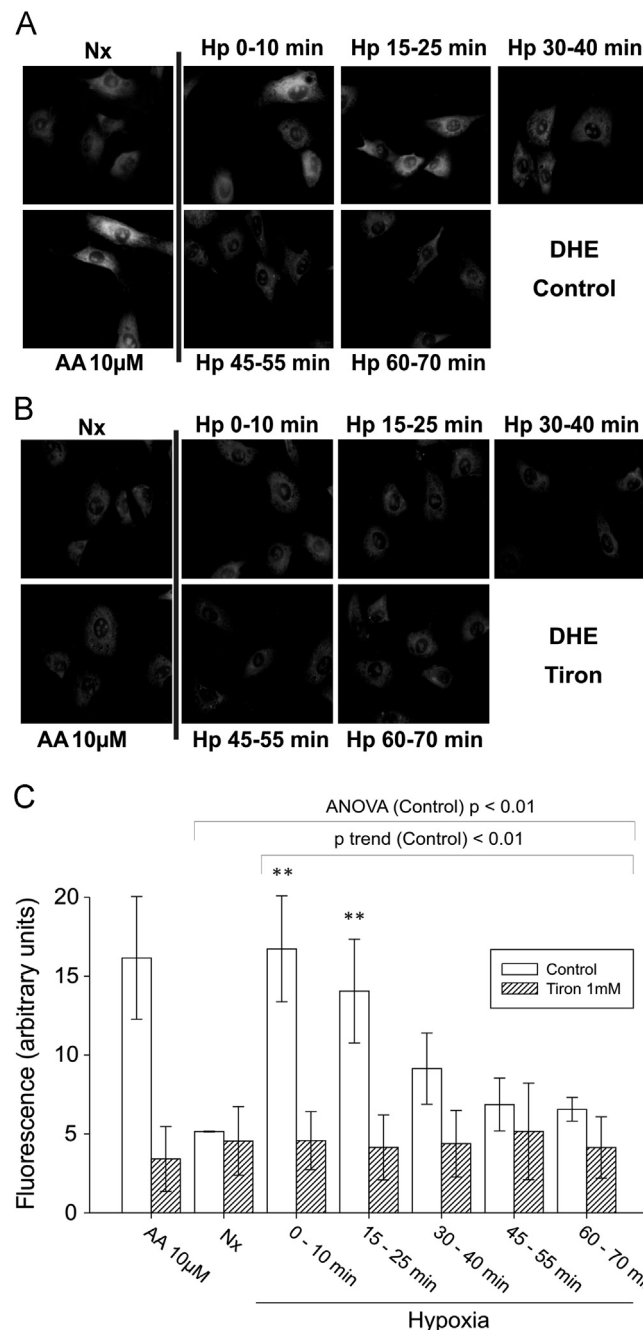 A
Nx
Hp 0-10 min
Hp 15-25 min
Hp 30-40 min
DHE
Control
AA 10µM
Hp 45-55 min
Hp 60-70 min
B
Nx
Hp 0-10 min
Hp 15-25 min
Hp 30-40 min
DHE
Tiron
AA 10µM
Hp 45-55 min
Hp 60-70 min
C
ANOVA (Control) p < 0.01
p trend (Control) < 0.01
**
**
20
15
10
5
0
Fluorescence (arbitrary units)
Control
Tiron 1mM
AA 10µM
Nx
0 - 10 min
15 - 25 min
30 - 40 min
45 - 55 min
60 - 70 m
Hypoxia